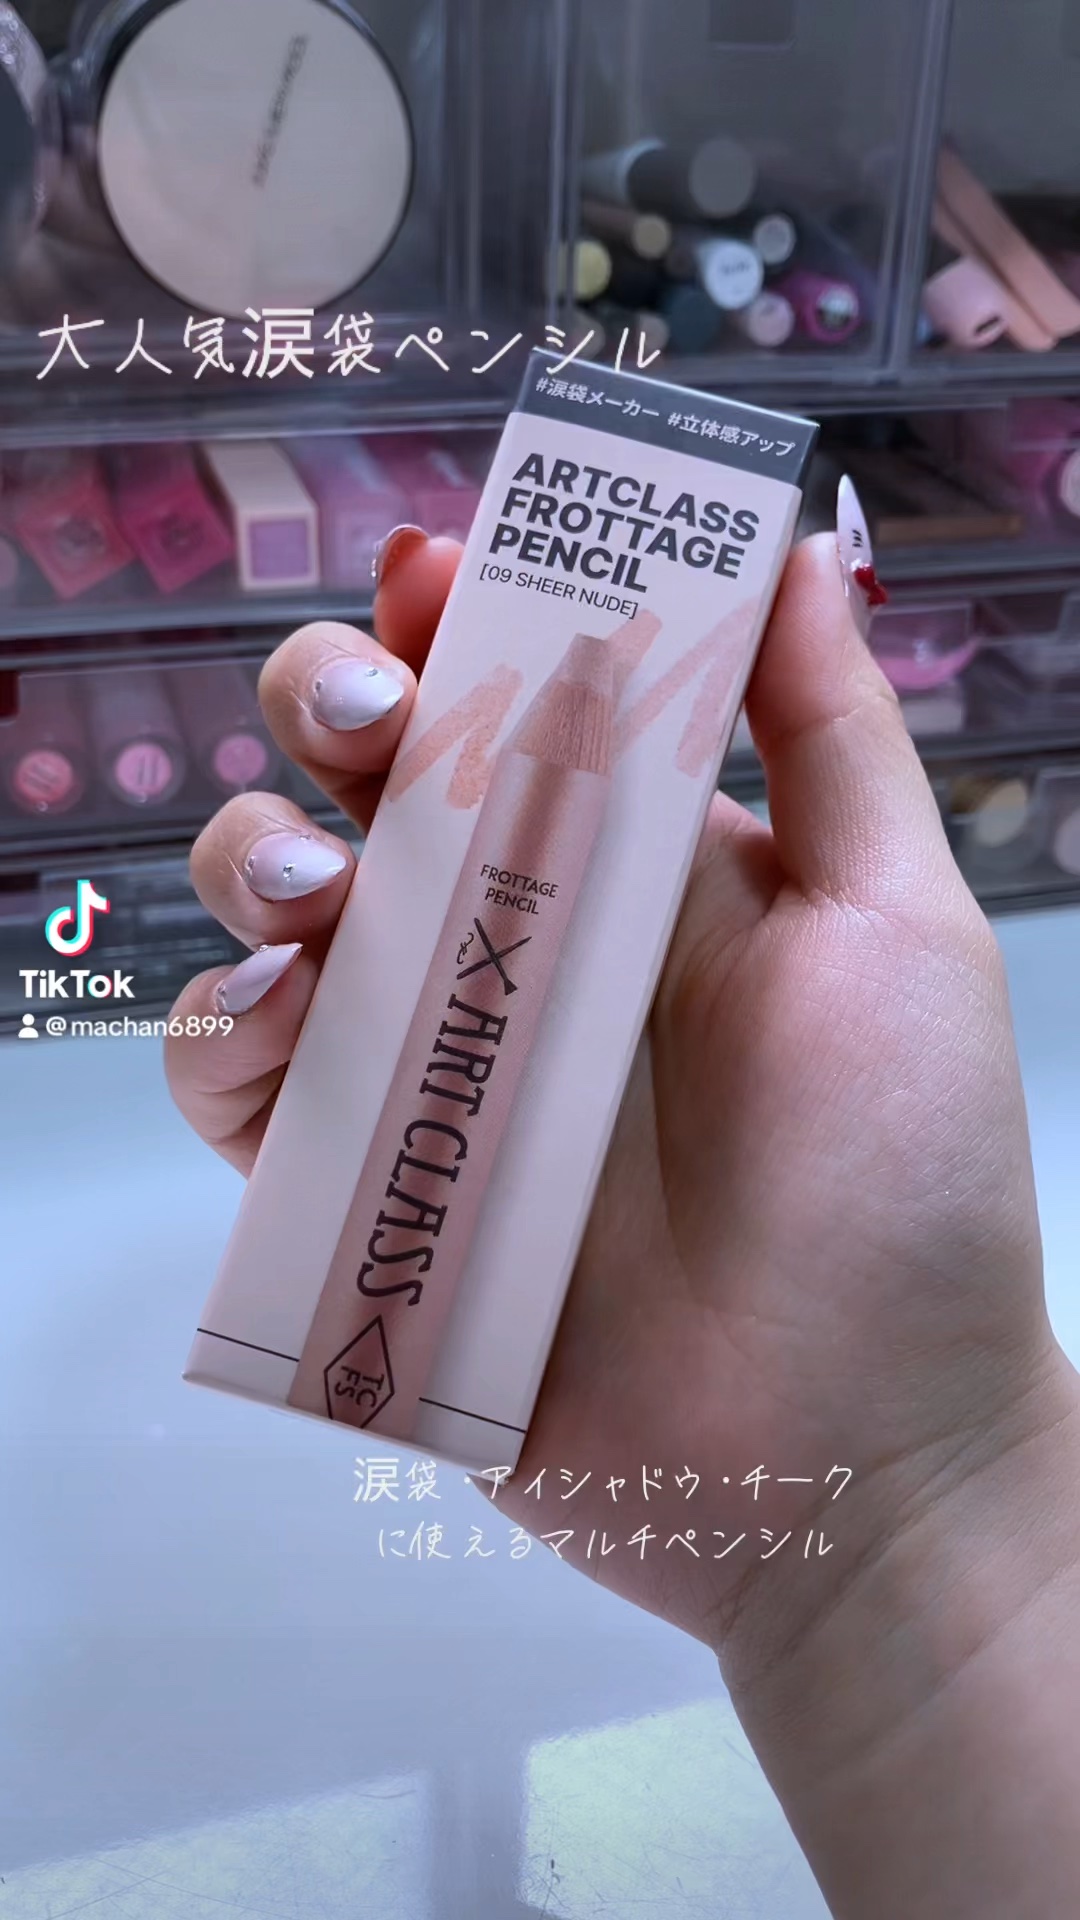 大人気涙袋ペンシル
#涙袋メーカー #立体感アップ
ARTCLASS
FROTTAGE
PENCIL
[09 SHEER NUDE]
FROTTAGE
PENCIL
ARTCLASS
TC
FS
TikTok
@machan6899
涙袋・アイシャドウ・チーク
に使えるマルチペンシル